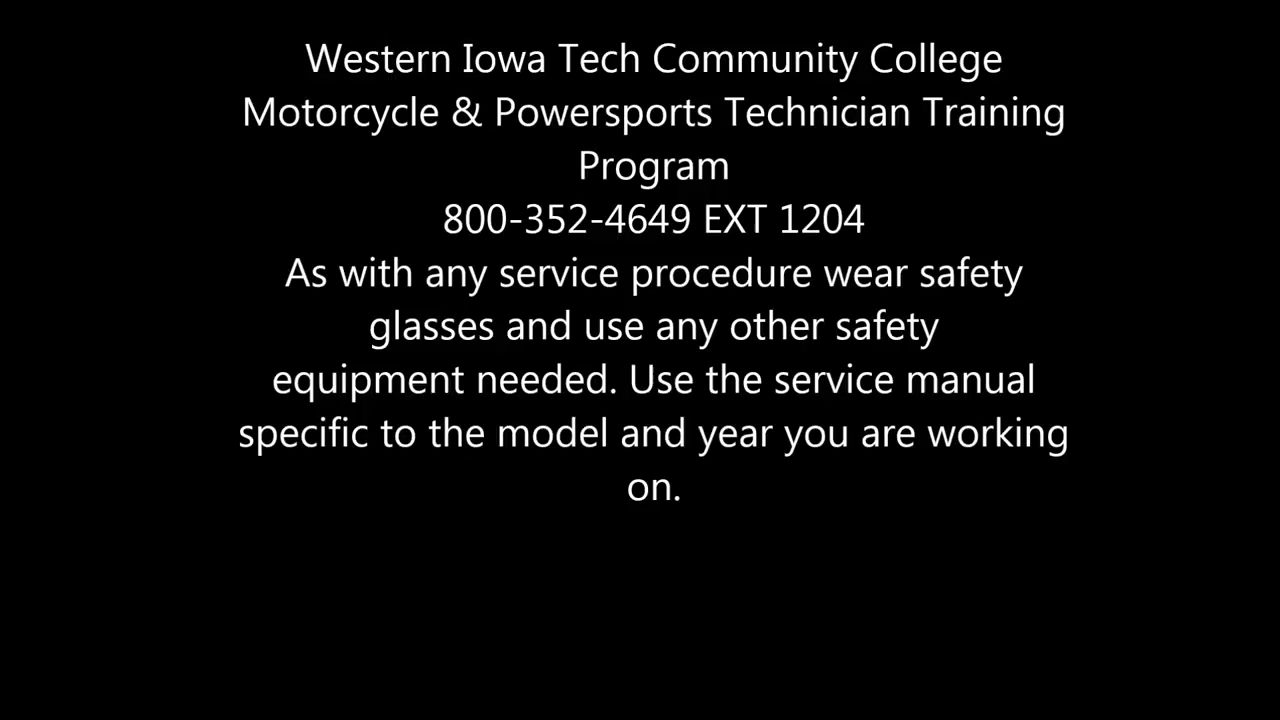 Western Iowa Tech Community College
Motorcycle & Powersports Technician Training
Program
800-352-4649 EXT 1204
As with any service procedure wear safety
glasses and use any other safety
equipment needed. Use the service manual
specific to the model and year you are working
on.